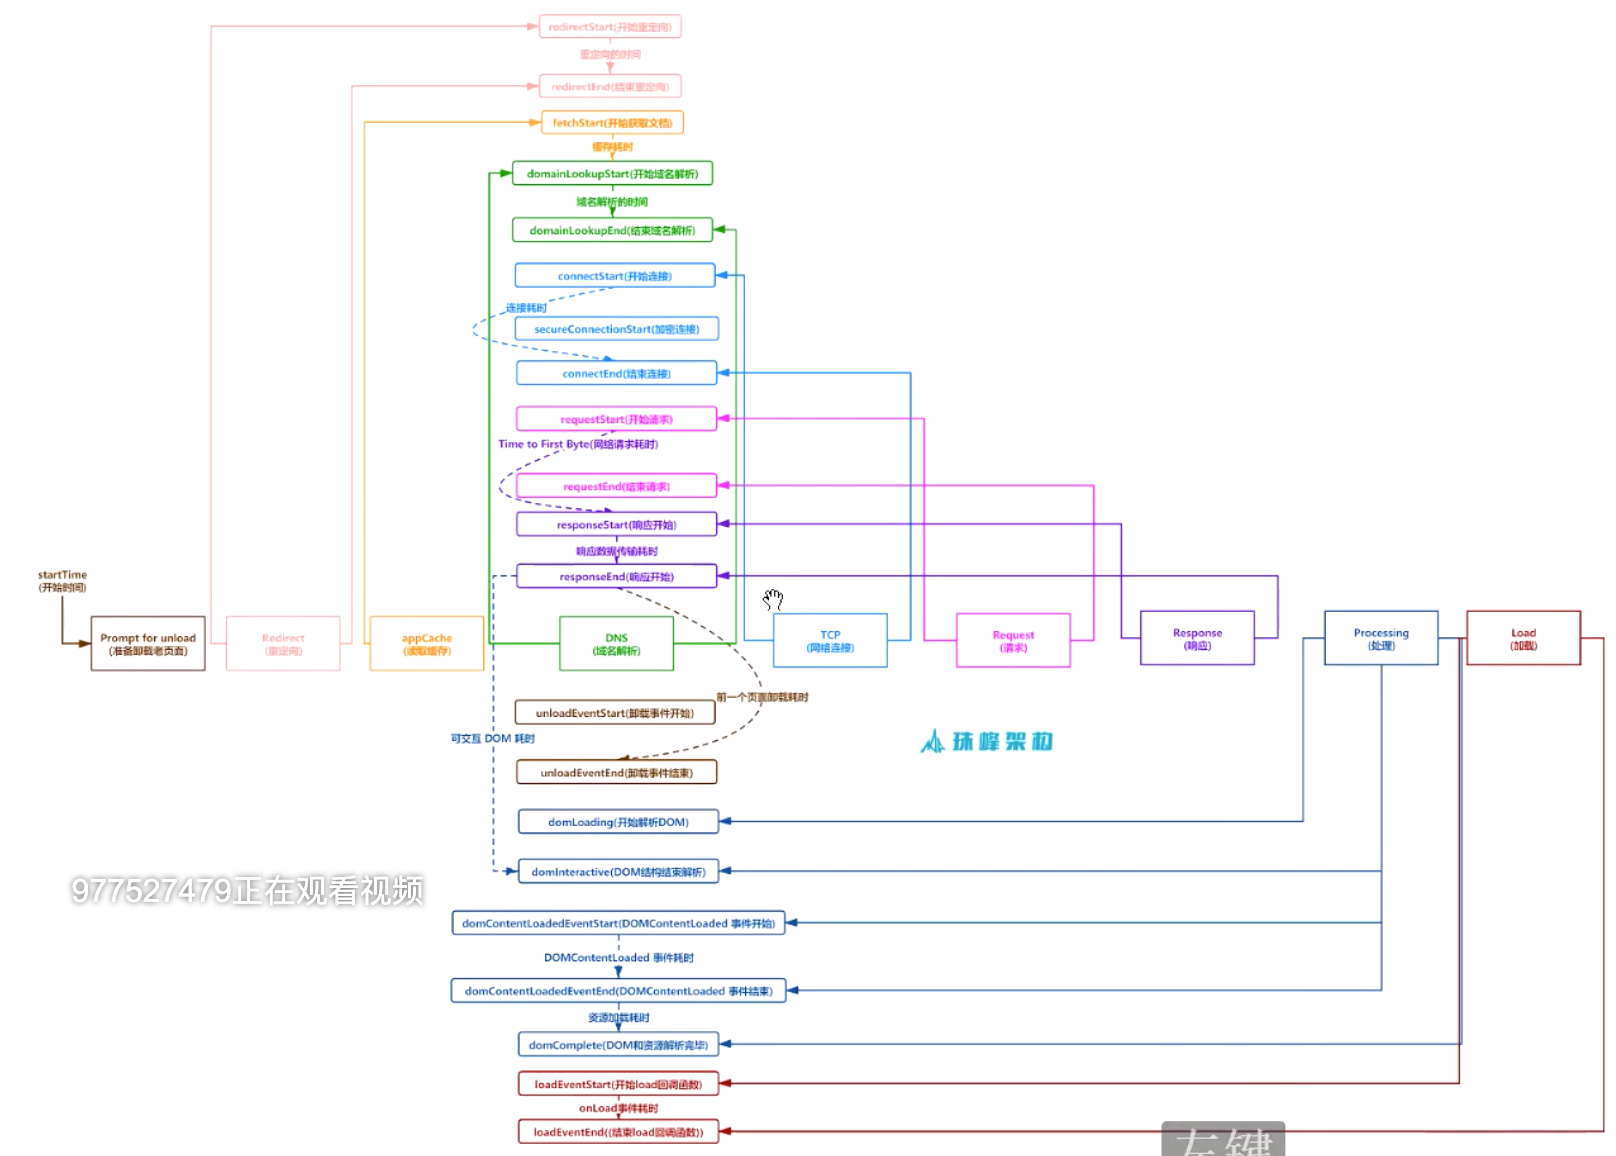 redirectStart(开始重定向)
重定向的时间
redirectEnd(结束重定向)
fetchStart(开始获取文档)
缓存耗时
domainLookupStart(开始域名解析)
域名解析的时间
domainLookupEnd(结束域名解析)
connectStart(开始连接)
连接耗时
secureConnectionStart(加密连接)
connectEnd(结束连接)
requestStart(开始请求)
Time to First Byte(网络请求耗时)
requestEnd(结束请求)
responseStart(响应开始)
响应数据传输耗时
responseEnd(响应开始)
startTime
(开始时间)
Prompt for unload
(准备卸载老页面)
Redirect
(重定向)
appCache
(读取缓存)
DNS
(域名解析)
TCP
(网络连接)
Request
(请求)
Response
(响应)
Processing
(处理)
Load
(加载)
前一个页面卸载耗时
unloadEventStart(卸载事件开始)
可交互 DOM 耗时
珠峰架构
unloadEventEnd(卸载事件结束)
domLoading(开始解析DOM)
domInteractive(DOM结构结束解析)
977527479正在观看视频
domContentLoadedEventStart(DOMContentLoaded 事件开始)
DOMContentLoaded 事件耗时
domContentLoadedEventEnd(DOMContentLoaded 事件结束)
资源加载耗时
domComplete(DOM和资源解析完毕)
loadEventStart(开始load回调函数)
onLoad事件耗时
loadEventEnd((结束load回调函数))
左键